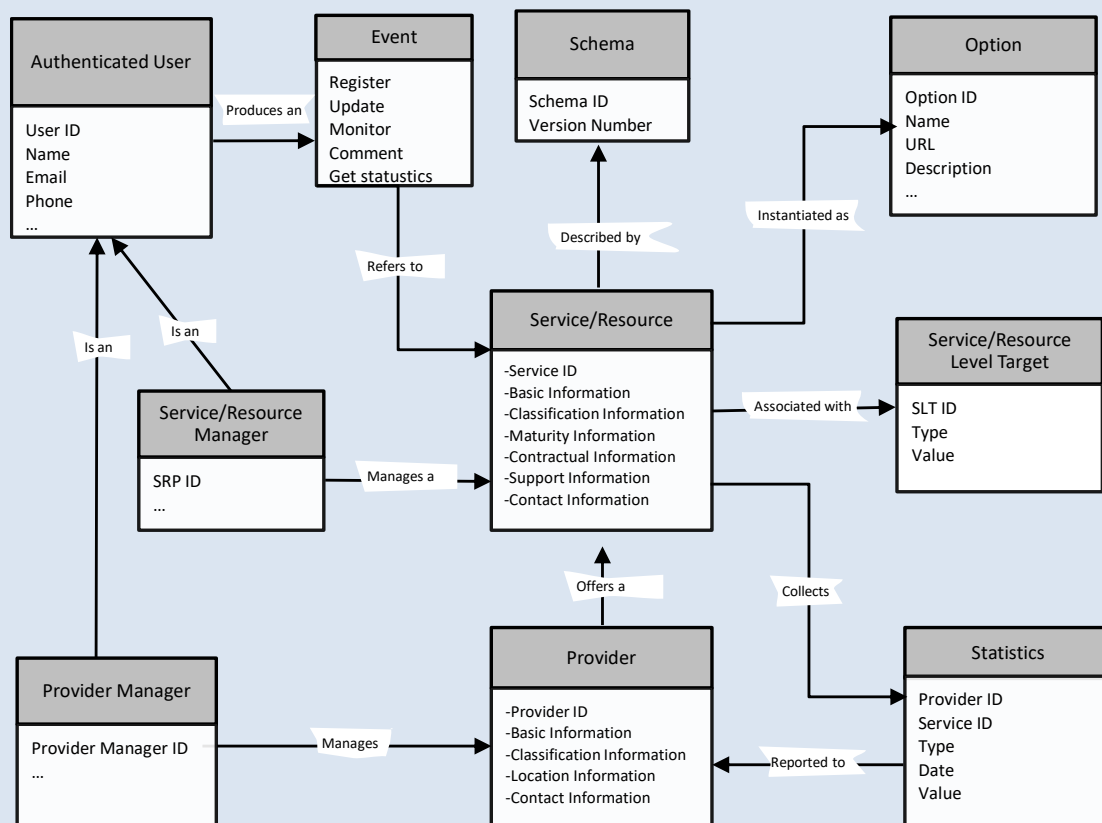 Authenticated User
User ID
Name
Email
Phone
...
Produces an
Event
Register
Update
Monitor
Comment
Get statustics
Schema
Schema ID
Version Number
Option
Option ID
Name
URL
Description
...
Described by
Instantiated as
Refers to
Is an
Is an
Service/Resource
Manager
SRP ID
...
Manages a
Service/Resource
-Service ID
-Basic Information
-Classification Information
-Maturity Information
-Contractual Information
-Support Information
-Contact Information
Associated with
Service/Resource
Level Target
SLT ID
Type
Value
Offers a
Collects
Provider Manager
Provider Manager ID
...
Manages
Provider
-Provider ID
-Basic Information
-Classification Information
-Location Information
-Contact Information
Reported to
Statistics
Provider ID
Service ID
Type
Date
Value